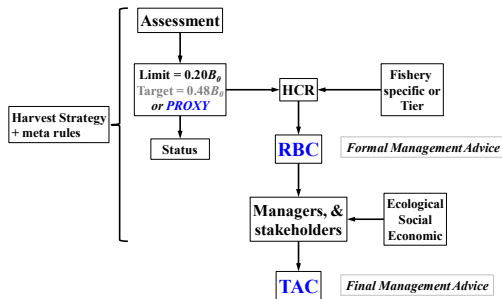 Assessment
Limit = 0.20B₀
Target = 0.48B₀
or PROXY
HCR
Fishery
specific or
Tier
Harvest Strategy
+ meta rules
Status
RBC
Formal Management Advice
Managers, &
stakeholders
Ecological
Social
Economic
TAC
Final Management Advice